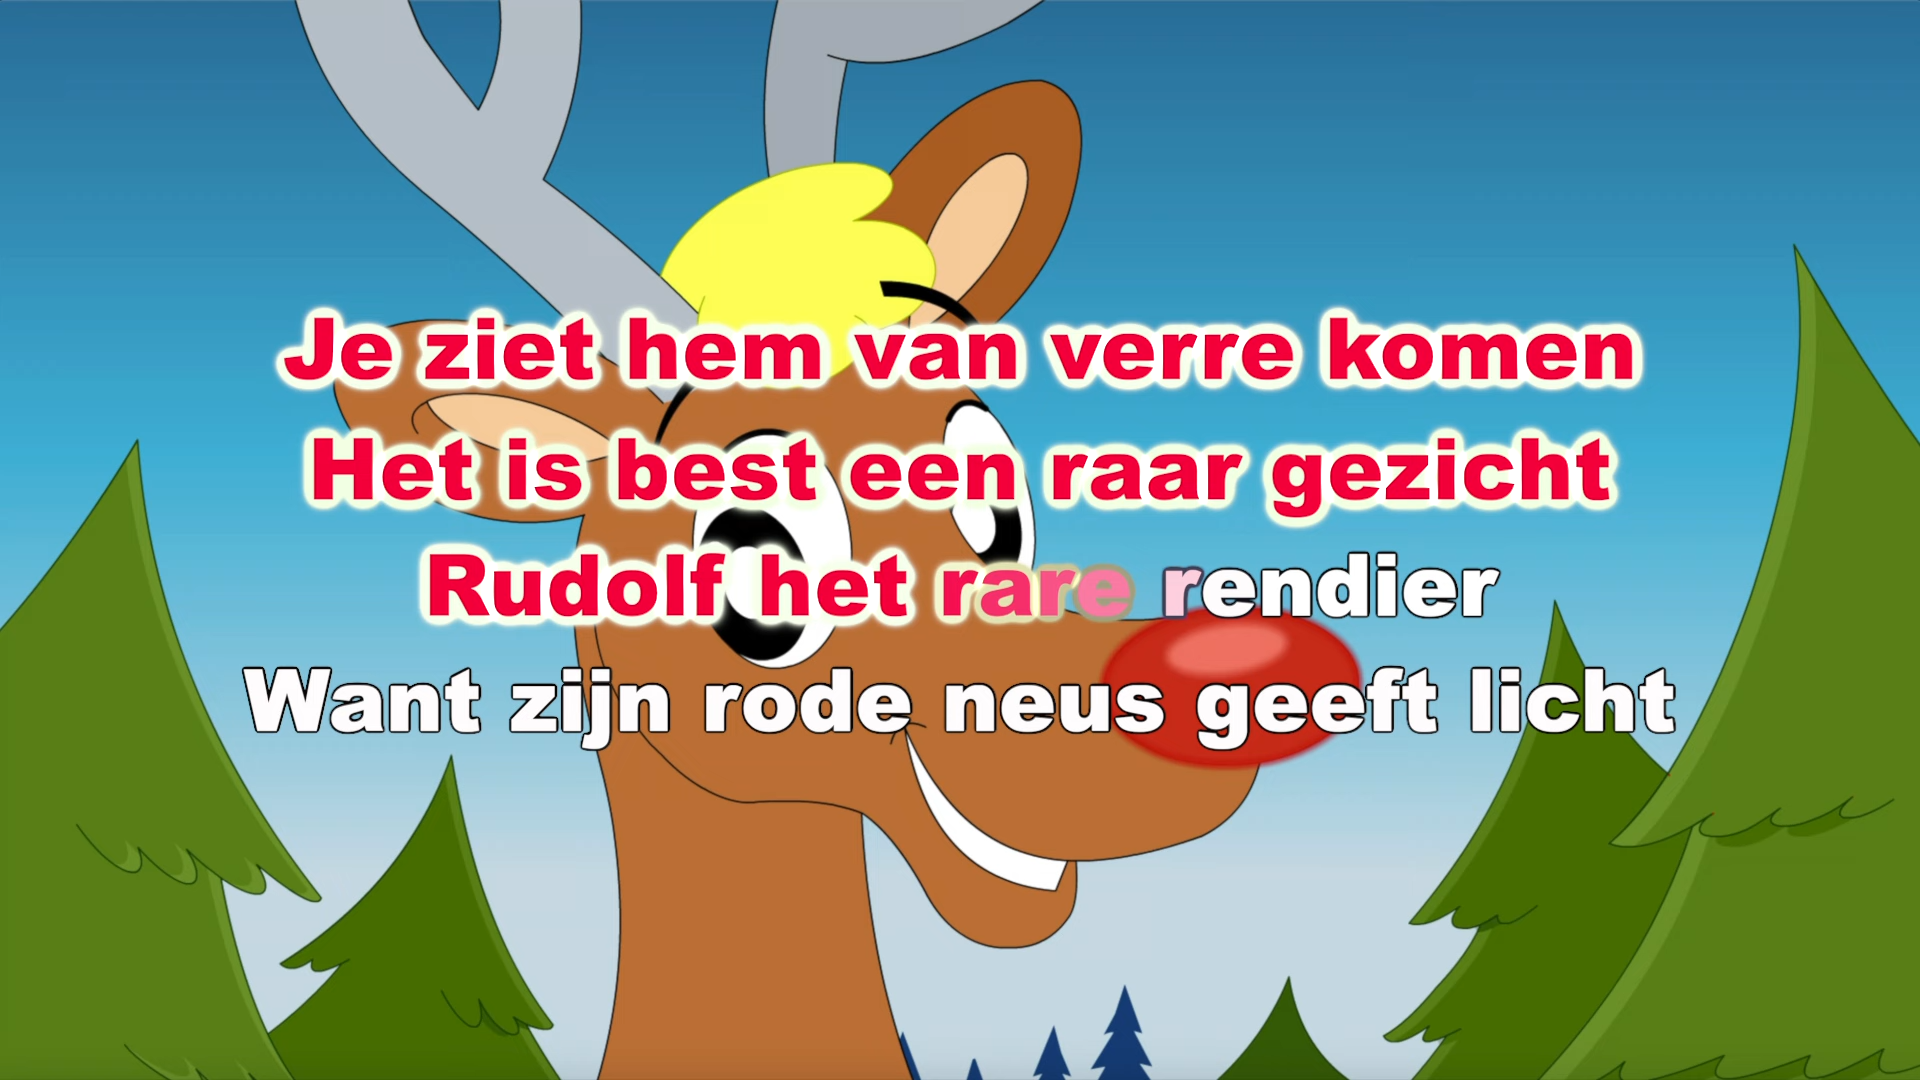 Je ziet hem van verre komen
Het is best een raar gezicht
Rudolf het rare rendier
Want zijn rode neus geeft licht